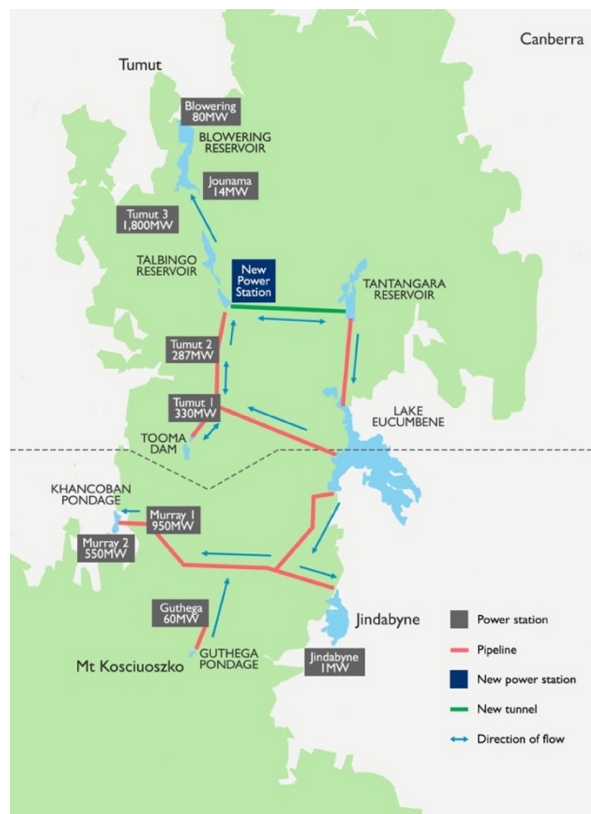 Canberra
Tumut
Blowering
80MW
BLOWERING
RESERVOIR
Jounama
14MW
Tumut 3
1,800MW
TALBINGO
RESERVOIR
New
Power
Station
TANTANGARA
RESERVOIR
Tumut 2
287MW
Tumut 1
330MW
LAKE
EUCUMBENE
TOOMA
DAM
KHANCOBAN
PONDAGE
Murray 1
950MW
Murray 2
550MW
Guthega
60MW
Jindabyne
GUTHEGA
PONDAGE
Mt Kosciuoszko
Jindabyne
1MW
Power station
Pipeline
New power station
New tunnel
Direction of flow